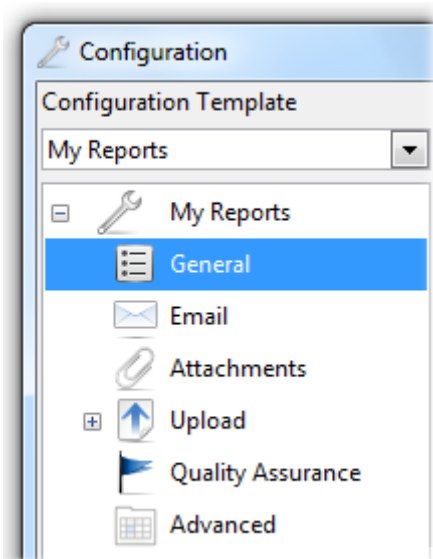 Configuration
Configuration Template
My Reports
My Reports
General
Email
Attachments
Upload
Quality Assurance
Advanced